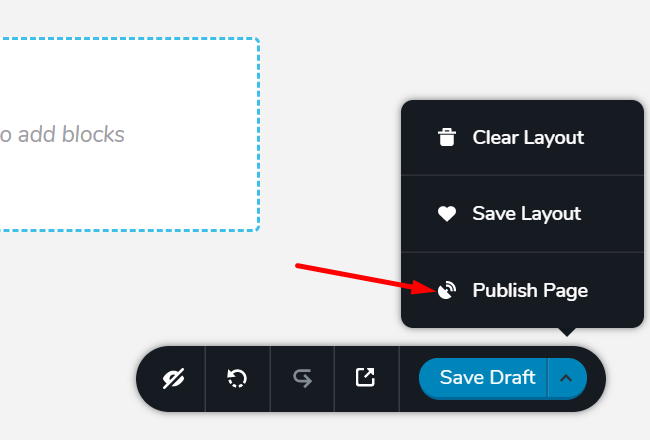 o add blocks
Clear Layout
Save Layout
Publish Page
Save Draft